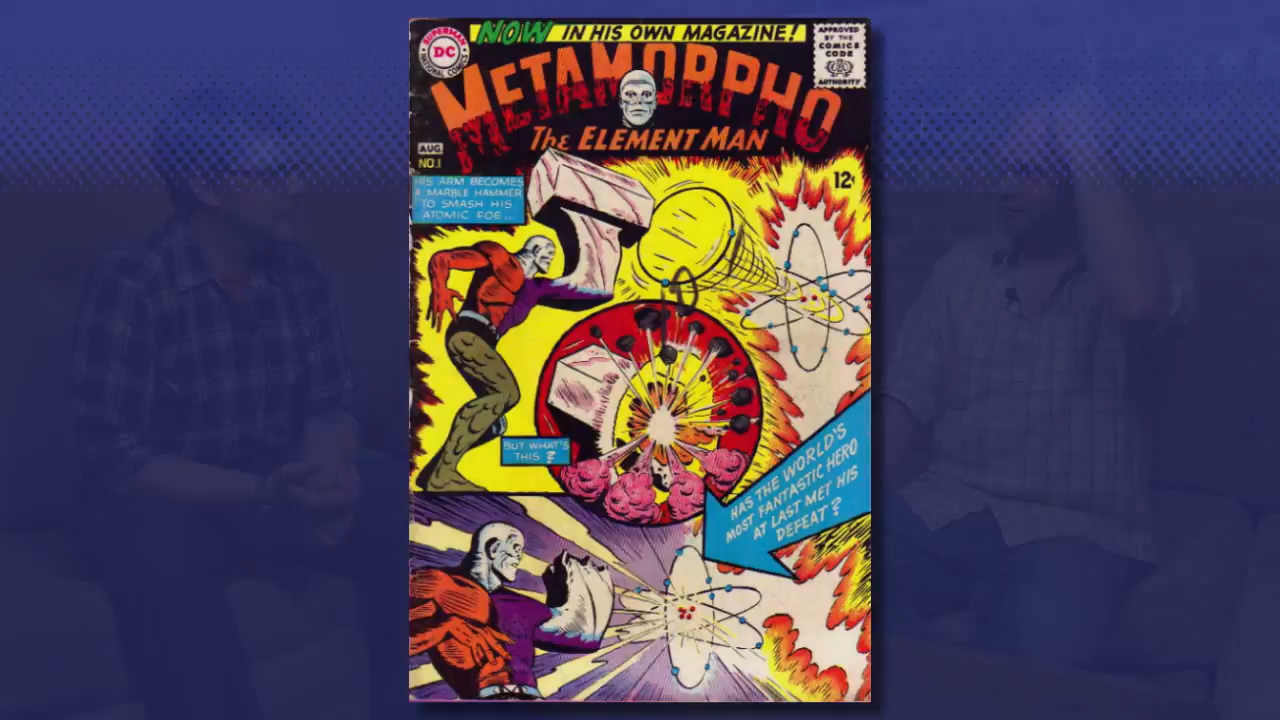 NOW IN HIS OWN MAGAZINE!
SUPERMAN
DC
NATIONAL COMICS
APPROVED
BY THE
COMICS
CODE
AUTHORITY
METAMORPHO
The ELEMENT MAN
AUG.
NO.1
12¢
HIS ARM BECOMES
A MARBLE HAMMER
TO SMASH HIS
ATOMIC FOE...
BUT WHAT'S
THIS?
HAS THE WORLD'S
MOST FANTASTIC HERO
AT LAST MET HIS
DEFEAT?